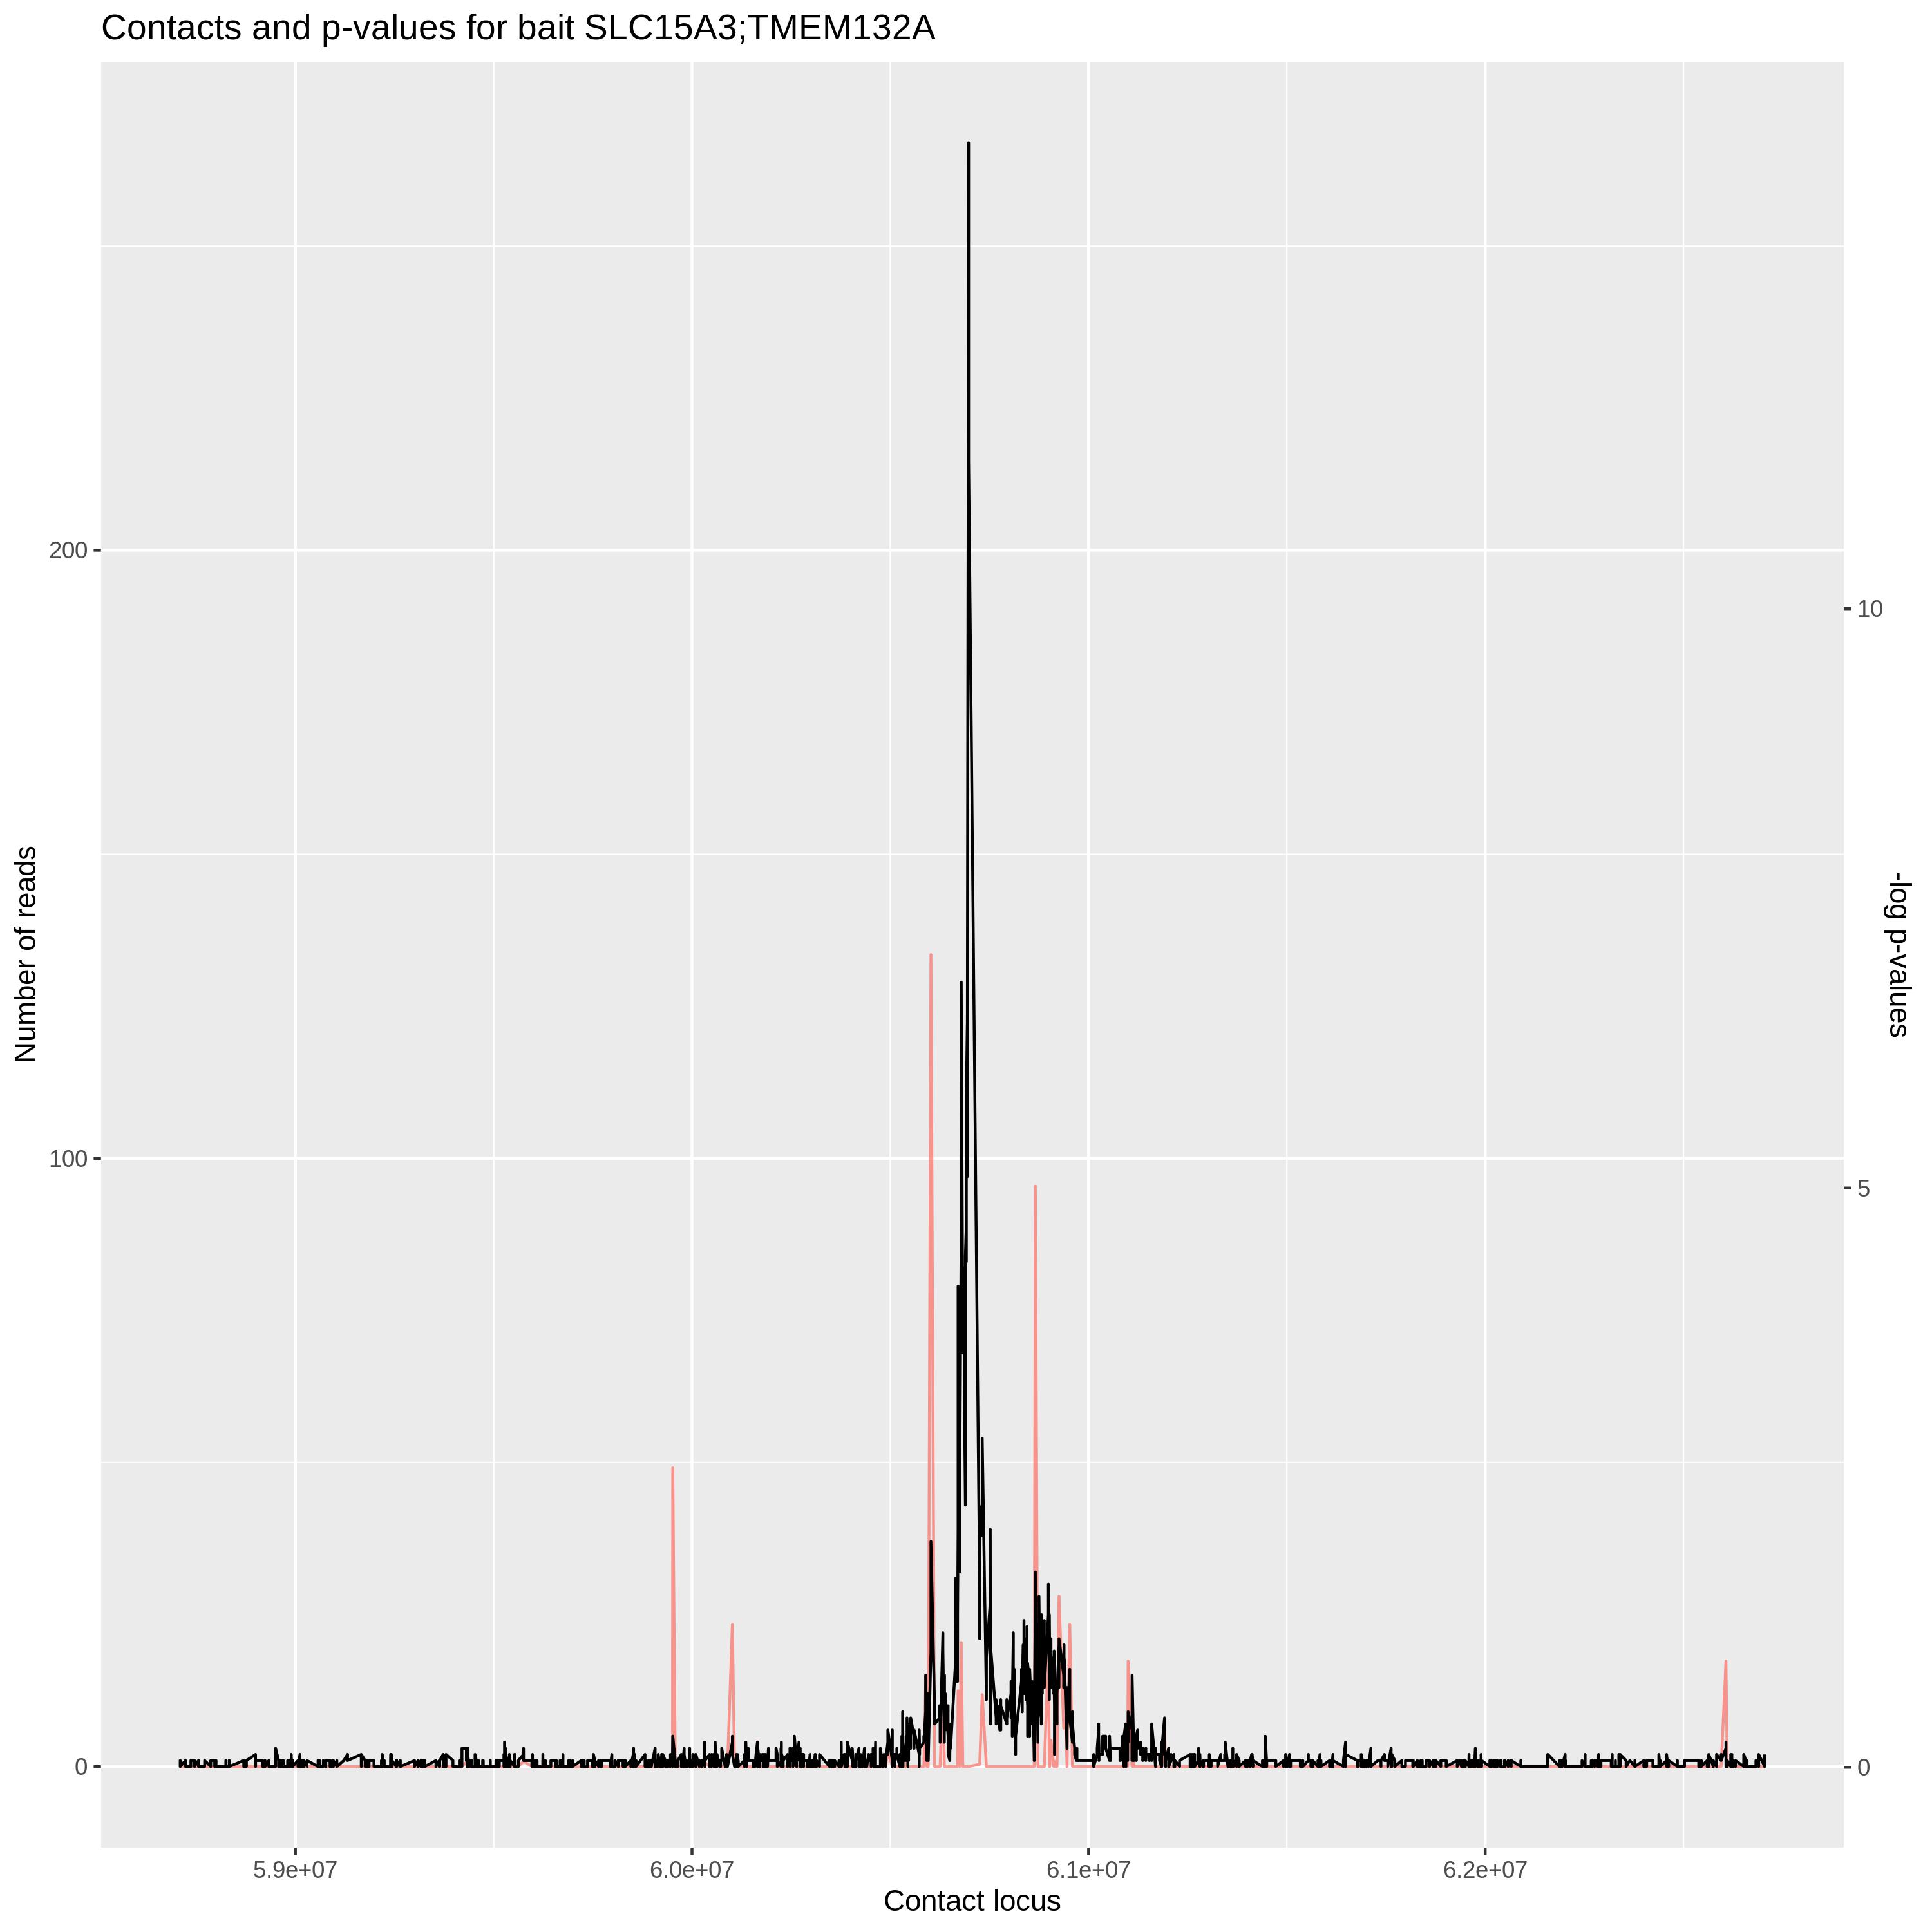 Contacts and p-values for bait SLC15A3;TMEM132A
Number of reads
200
100
0
10
5
0
-log p-values
5.9e+07
6.0e+07
6.1e+07
6.2e+07
Contact locus